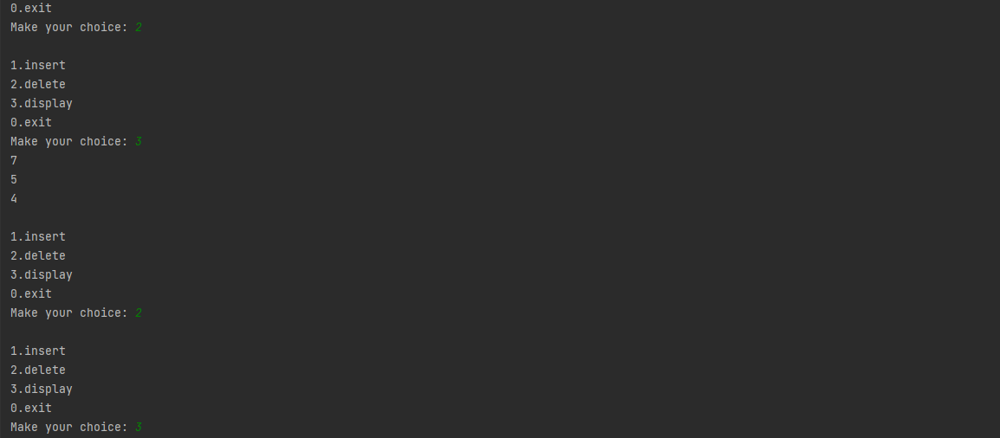 0.exit
Make your choice: 2
1.insert
2.delete
3.display
0.exit
Make your choice: 3
7
5
4
1.insert
2.delete
3.display
0.exit
Make your choice: 2
1.insert
2.delete
3.display
0.exit
Make your choice: 3